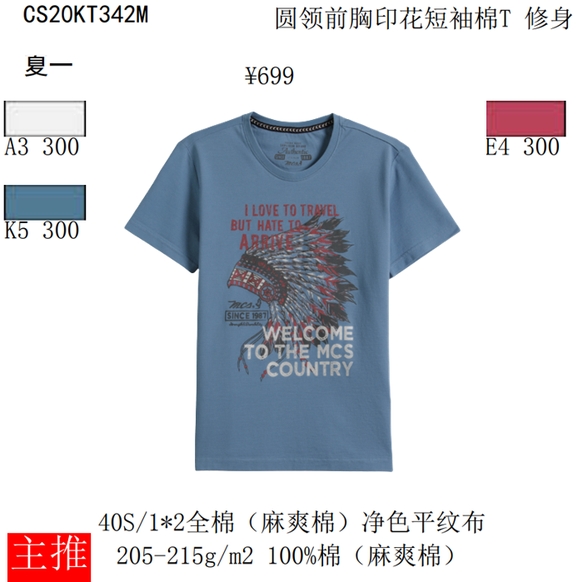 CS20KT342M
圆领前胸印花短袖棉T 修身
夏一
¥699
A3 300
E4 300
K5 300
I LOVE TO TRAVEL
BUT HATE TO
ARRIVE
MCS.
SINCE 1987
WELCOME
TO THE MCS
COUNTRY
40S/1*2全棉（麻爽棉）净色平纹布
主推
205-215g/m2 100%棉（麻爽棉）